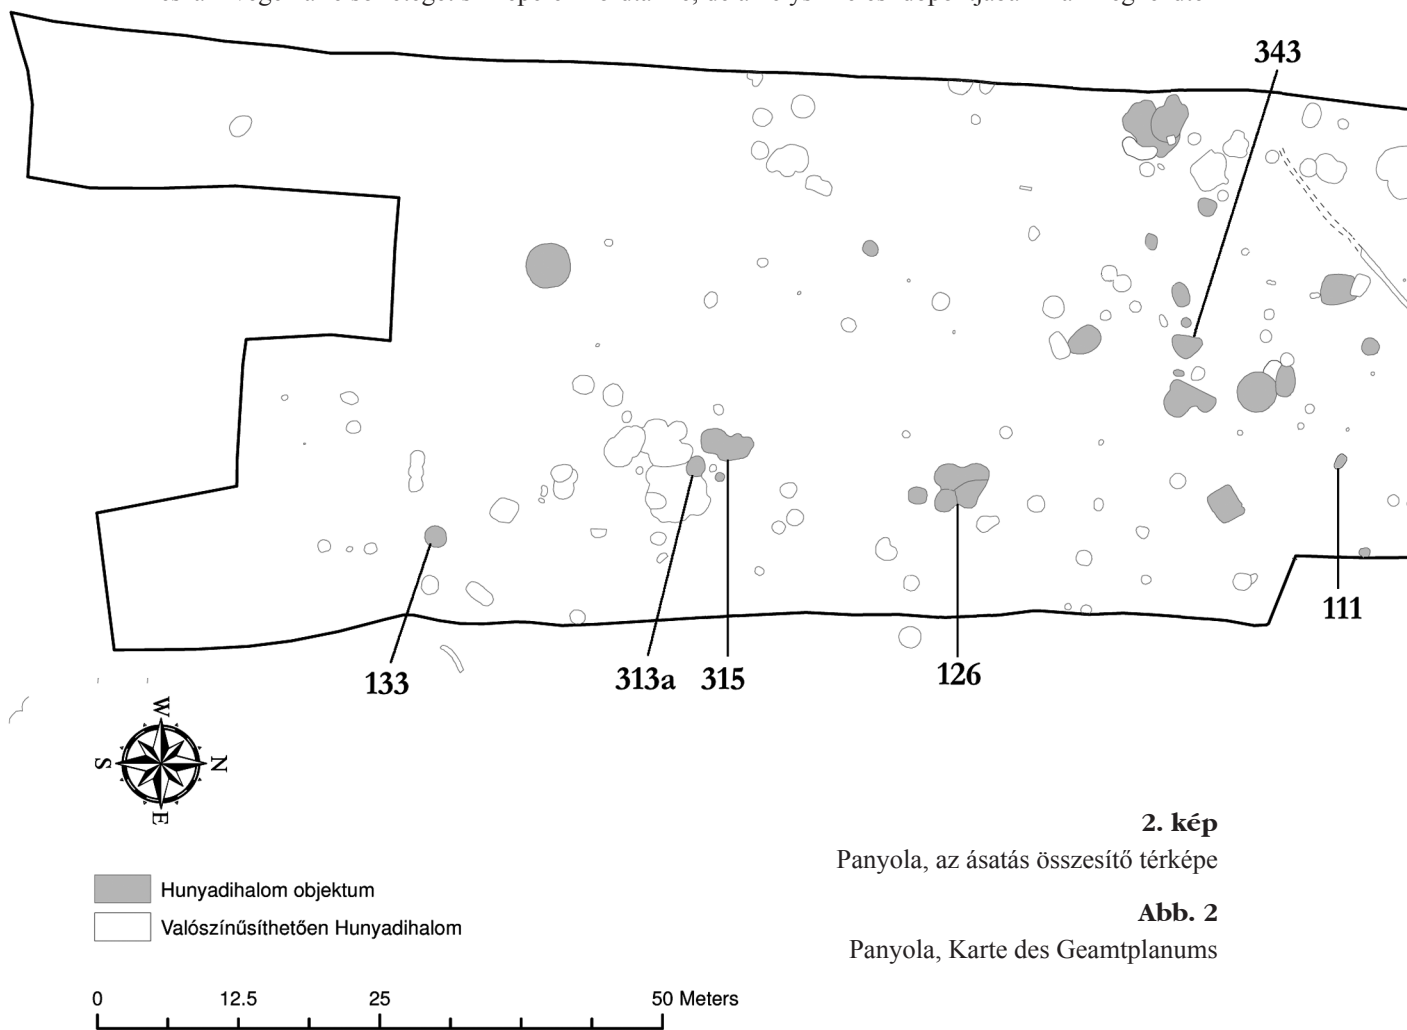 343
111
133
313a
315
126
W
S
N
E
2. kép
Panyola, az ásatás összesítő térképe
Abb. 2
Panyola, Karte des Geamtplanums
Hunyadihalom objektum
Valószínűsíthetően Hunyadihalom
0 12.5 25 50 Meters